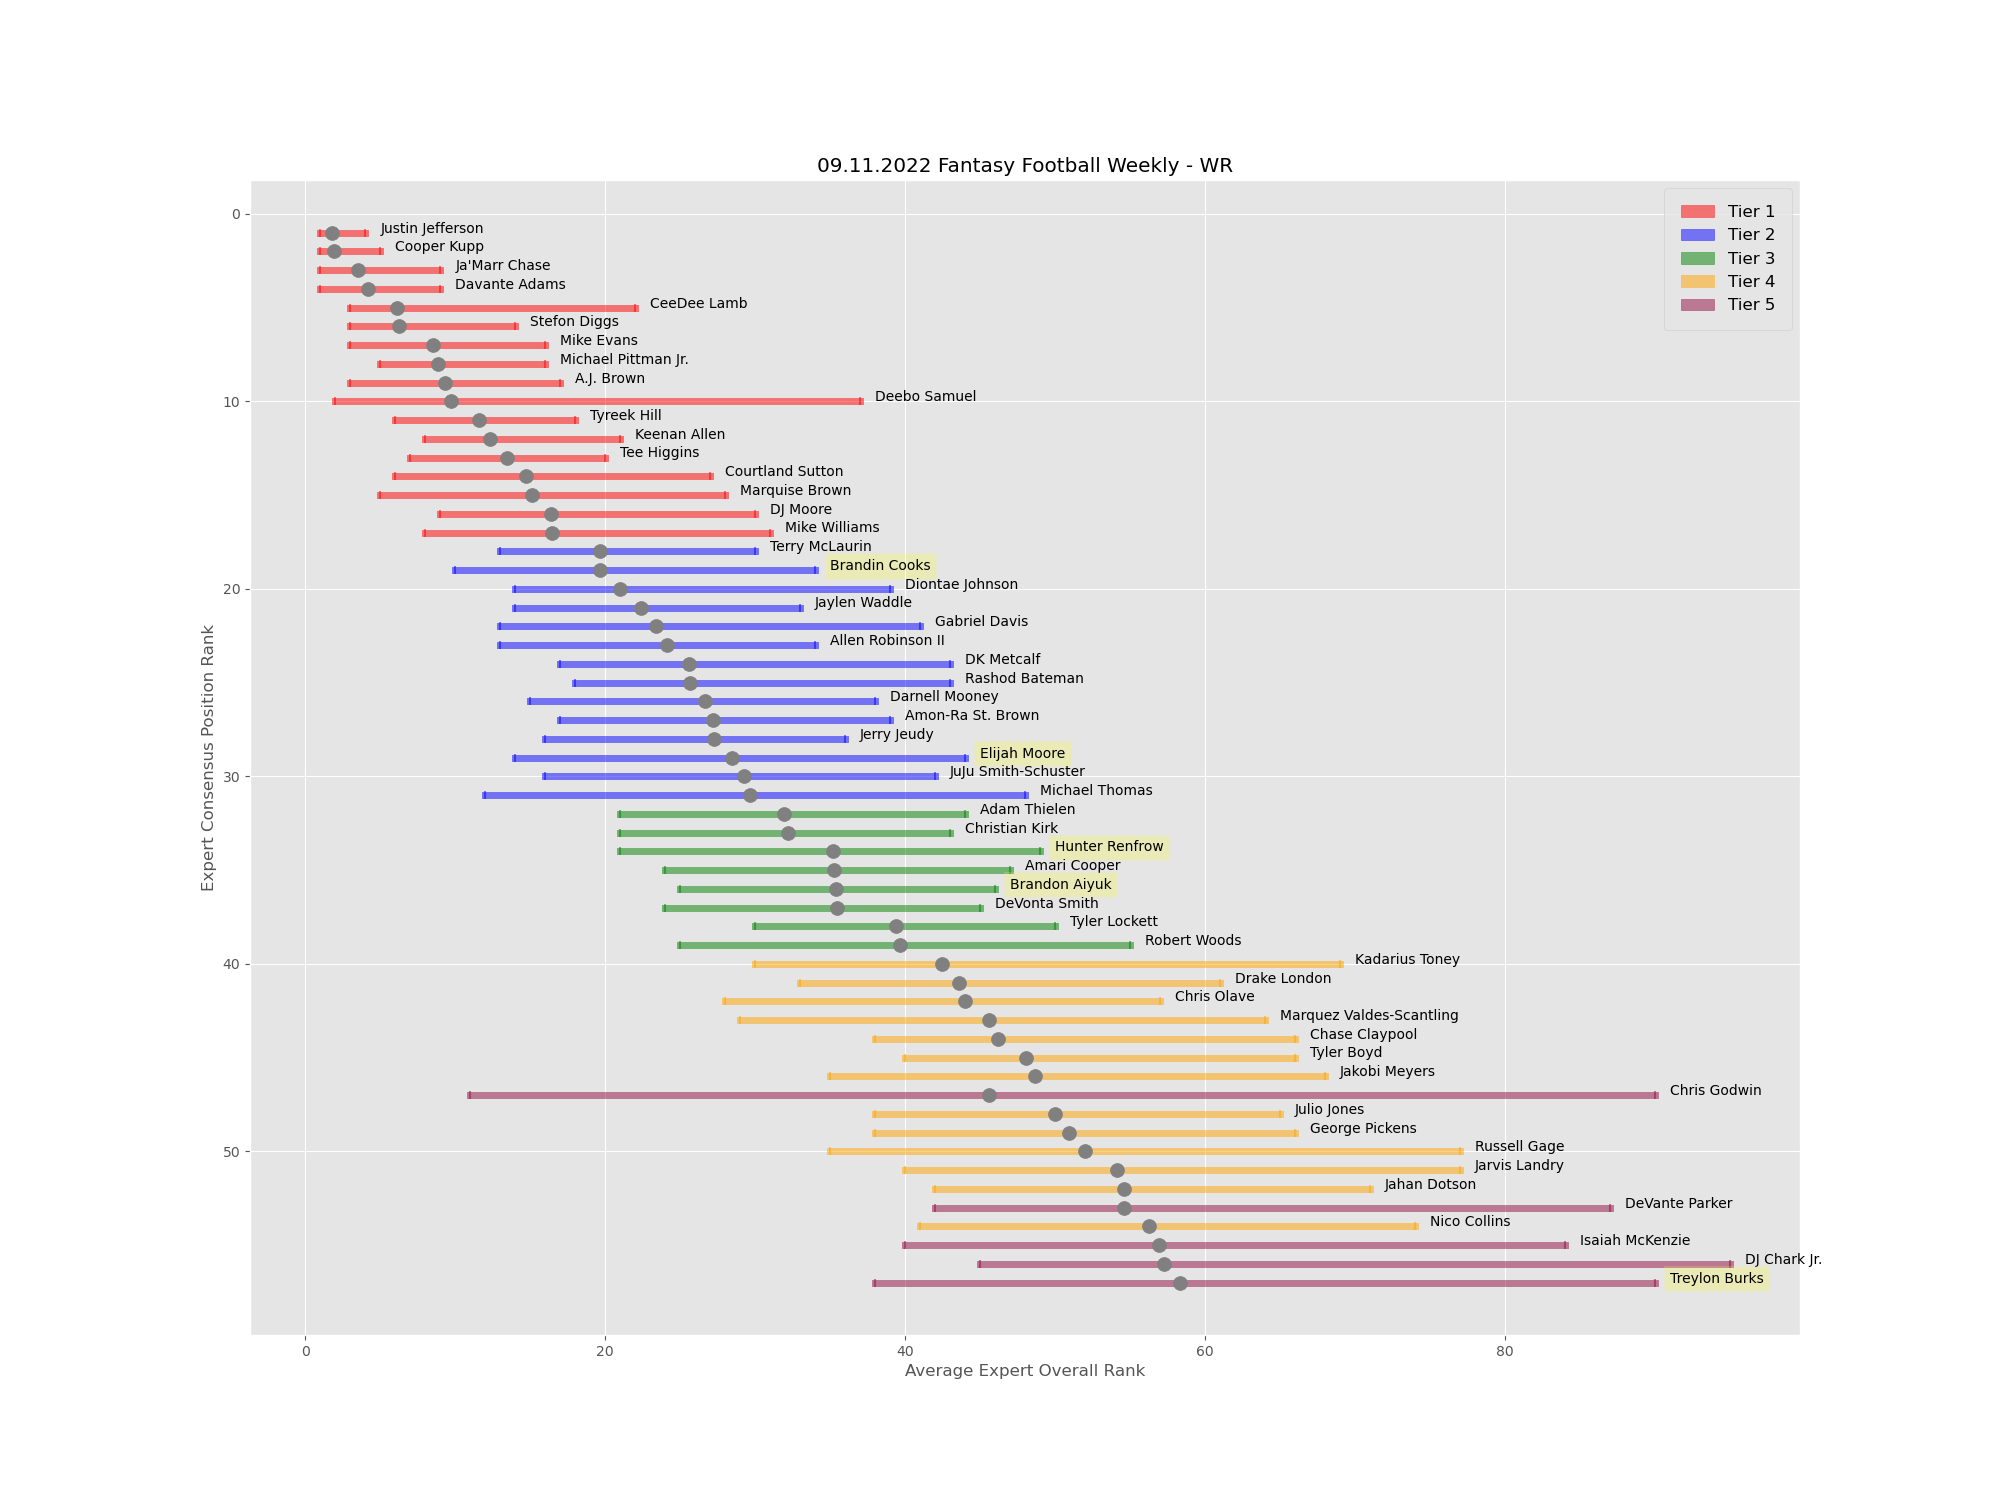 09.11.2022 Fantasy Football Weekly - WR
Tier 1
Tier 2
Tier 3
Tier 4
Tier 5
Expert Consensus Position Rank
0
10
20
30
40
50
Justin Jefferson
Cooper Kupp
Ja'Marr Chase
Davante Adams
CeeDee Lamb
Stefon Diggs
Mike Evans
Michael Pittman Jr.
A.J. Brown
Deebo Samuel
Tyreek Hill
Keenan Allen
Tee Higgins
Courtland Sutton
Marquise Brown
DJ Moore
Mike Williams
Terry McLaurin
Brandin Cooks
Diontae Johnson
Jaylen Waddle
Gabriel Davis
Allen Robinson II
DK Metcalf
Rashod Bateman
Darnell Mooney
Amon-Ra St. Brown
Jerry Jeudy
Elijah Moore
JuJu Smith-Schuster
Michael Thomas
Adam Thielen
Christian Kirk
Hunter Renfrow
Amari Cooper
Brandon Aiyuk
DeVonta Smith
Tyler Lockett
Robert Woods
Kadarius Toney
Drake London
Chris Olave
Marquez Valdes-Scantling
Chase Claypool
Tyler Boyd
Jakobi Meyers
Chris Godwin
Julio Jones
George Pickens
Russell Gage
Jarvis Landry
Jahan Dotson
DeVante Parker
Nico Collins
Isaiah McKenzie
DJ Chark Jr.
Treylon Burks
0
20
40
60
80
Average Expert Overall Rank